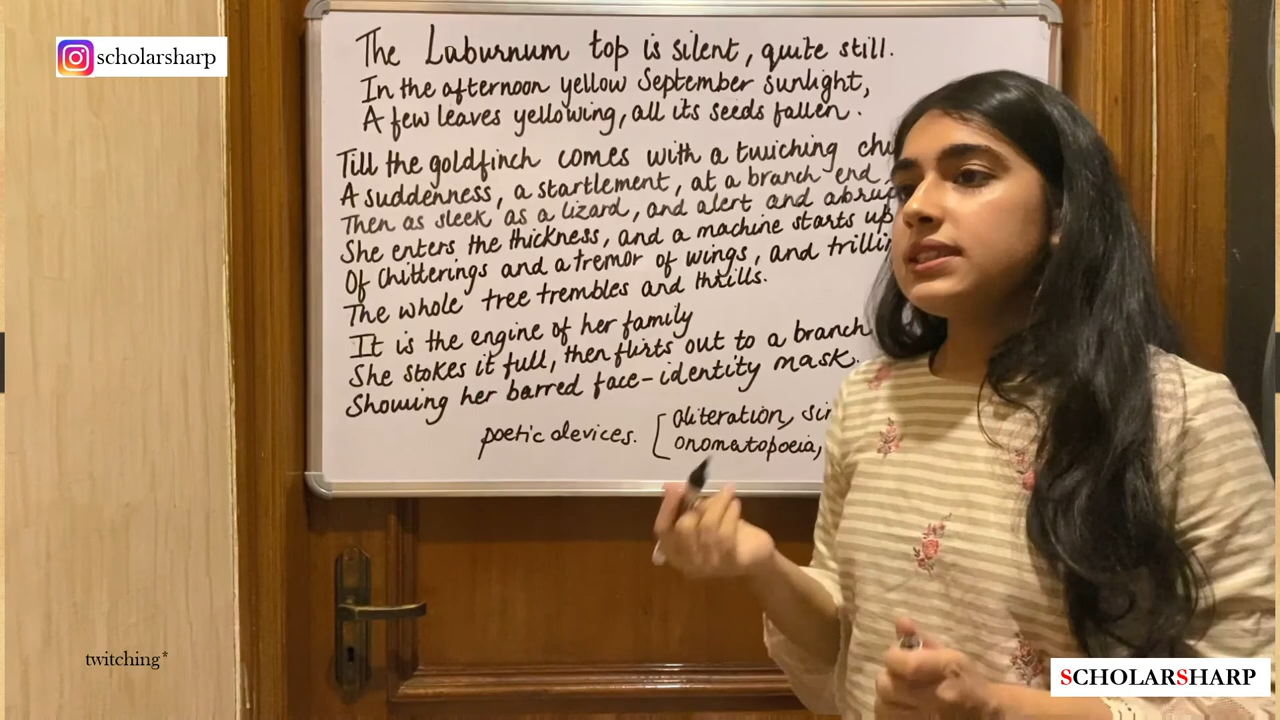 scholarsharp
The Laburnum top is silent, quite still.
In the afternoon yellow September sunlight,
A few leaves yellowing, all its seeds fallen.
Till the goldfinch comes with a twiching
A suddenness, a startlement, at a branch end.
Then as sleek as a lizard, and alert and
She enters the thickness, and a machine starts up
Of chitterings and a tremor of wings, and
The whole tree trembles and thrills.
It is the engine of her family
She stokes it full, then flirts out to a branch
Showing her barred face-identity mask.
poetic devices. [ aliteration,
onomatopoeia,
twitching*
SCHOLARSHARP